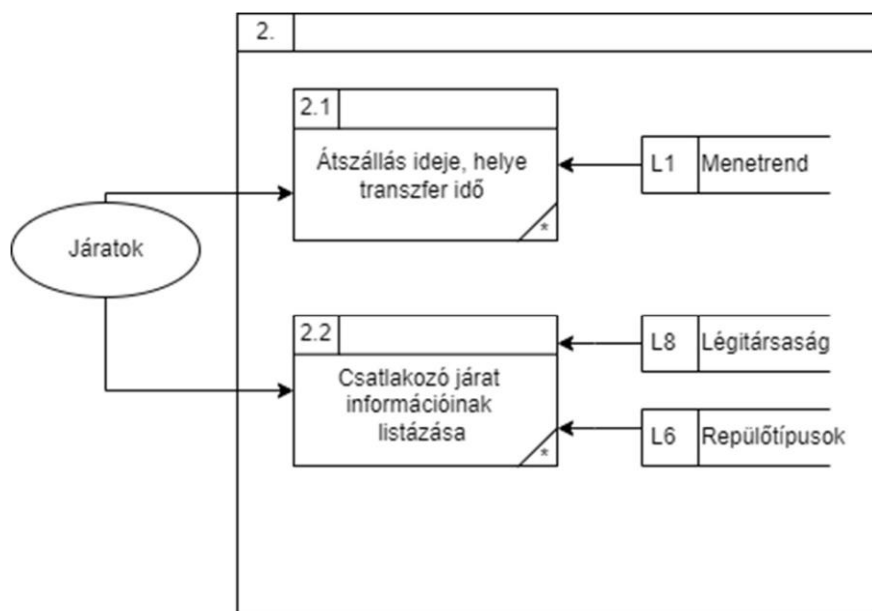 2.
2.1
Átszállás ideje, helye
transzfer idő
*
L1 Menetrend
Járatok
2.2
Csatlakozó járat
információinak
listázása
*
L8 Légitársaság
L6 Repülőtípusok